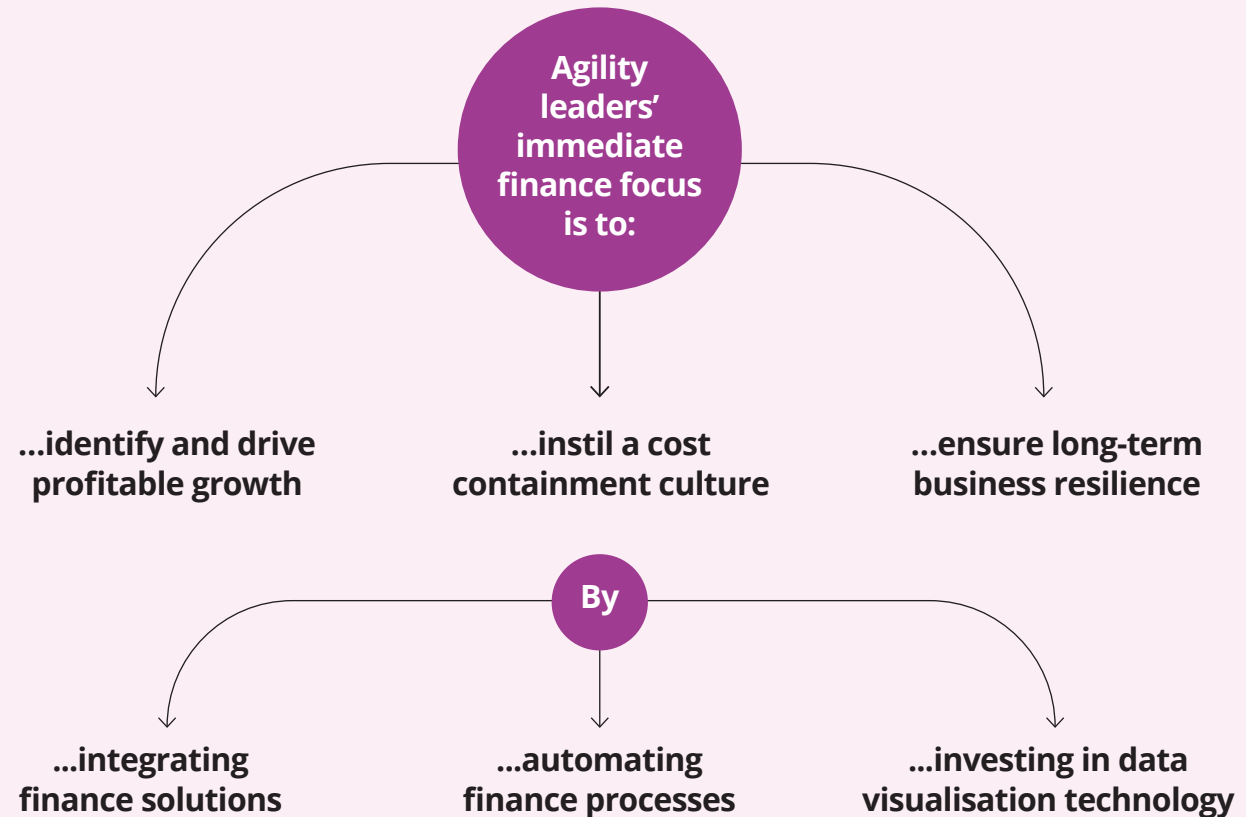 Agility
leaders’
immediate
finance focus
is to:
...identify and drive
profitable growth
...instil a cost
containment culture
...ensure long-term
business resilience
By
...integrating
finance solutions
...automating
finance processes
...investing in data
visualisation technology